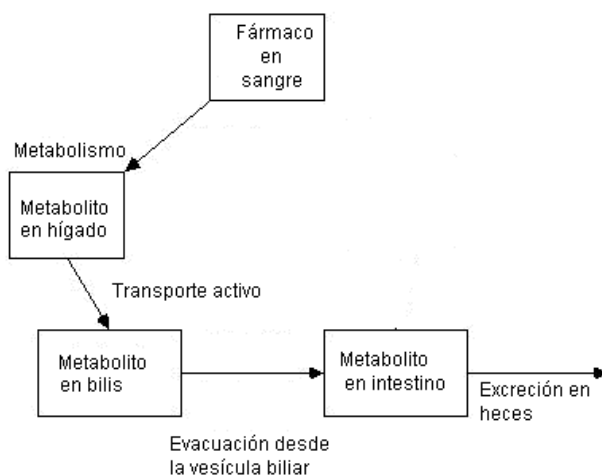 Fármaco
en
sangre
Metabolismo
Metabolito
en hígado
Transporte activo
Metabolito
en bilis
Evacuación desde
la vesícula biliar
Metabolito
en intestino
Excreción en
heces